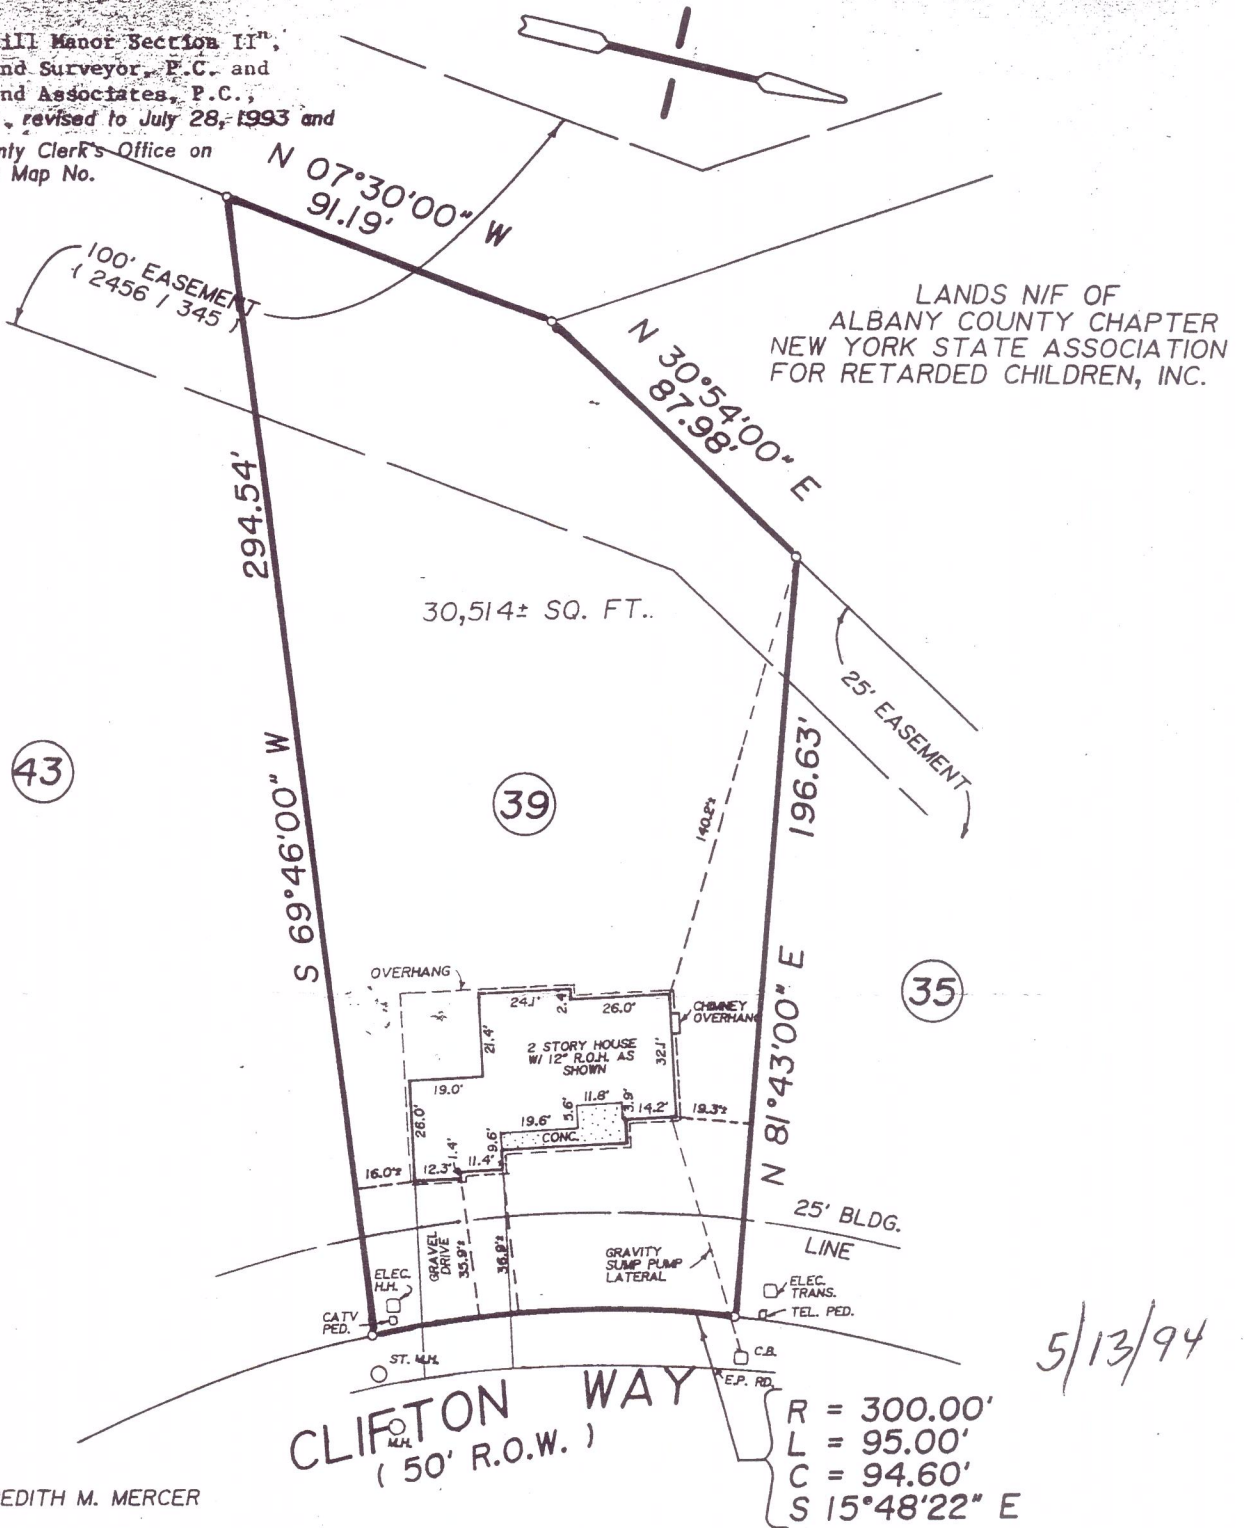 ill Manor Section II",
nd Surveyor, P.C. and
nd Associates, P.C.,
., revised to July 28, 1993 and
nty Clerk's Office on
Map No.
N 07°30'00" W
91.19'
100' EASEMENT
( 2456 / 345 )
LANDS N/F OF
ALBANY COUNTY CHAPTER
NEW YORK STATE ASSOCIATION
FOR RETARDED CHILDREN, INC.
N 30°54'00" E
87.98'
294.54'
S 69°46'00" W
30,514± SQ. FT..
25' EASEMENT
196.63'
N 81°43'00" E
140.2'±
43
39
35
OVERHANG
24.1'
2.4'
26.0'
CHIMNEY
OVERHANG
21.4'
2 STORY HOUSE
W/ 12" R.O.H. AS
SHOWN
32.1'
19.0'
26.0'
19.6'
5.6'
11.8'
3.9'
14.2'
19.3'±
CONC.
9.6'
1.4'
11.4'
12.3'
16.0'±
25' BLDG.
LINE
GRAVEL
DRIVE
35.9'±
36.9'±
GRAVITY
SUMP PUMP
LATERAL
ELEC.
H.H.
CATV
PED.
ELEC.
TRANS.
TEL. PED.
ST. M.H.
C.B.
E.P. RD.
M.H.
CLIFTON WAY
( 50' R.O.W. )
5/13/94
R = 300.00'
L = 95.00'
C = 94.60'
S 15°48'22" E
EDITH M. MERCER